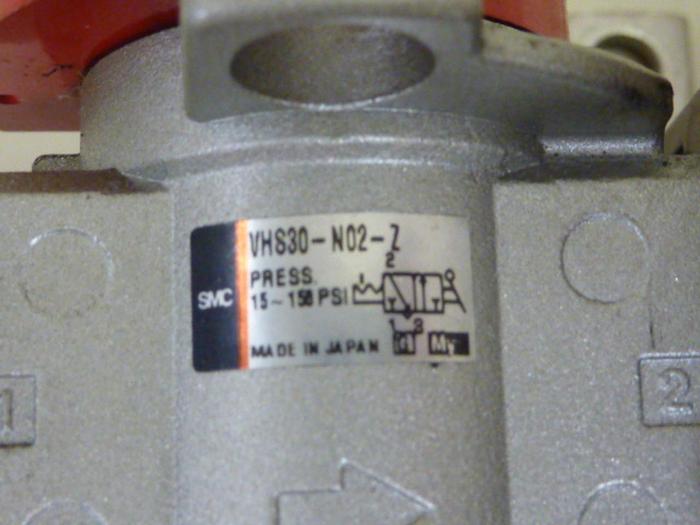 VHS30-N02-Z
PRESS.
15~150 PSI
SMC
2
1 3
MADE IN JAPAN
1
2